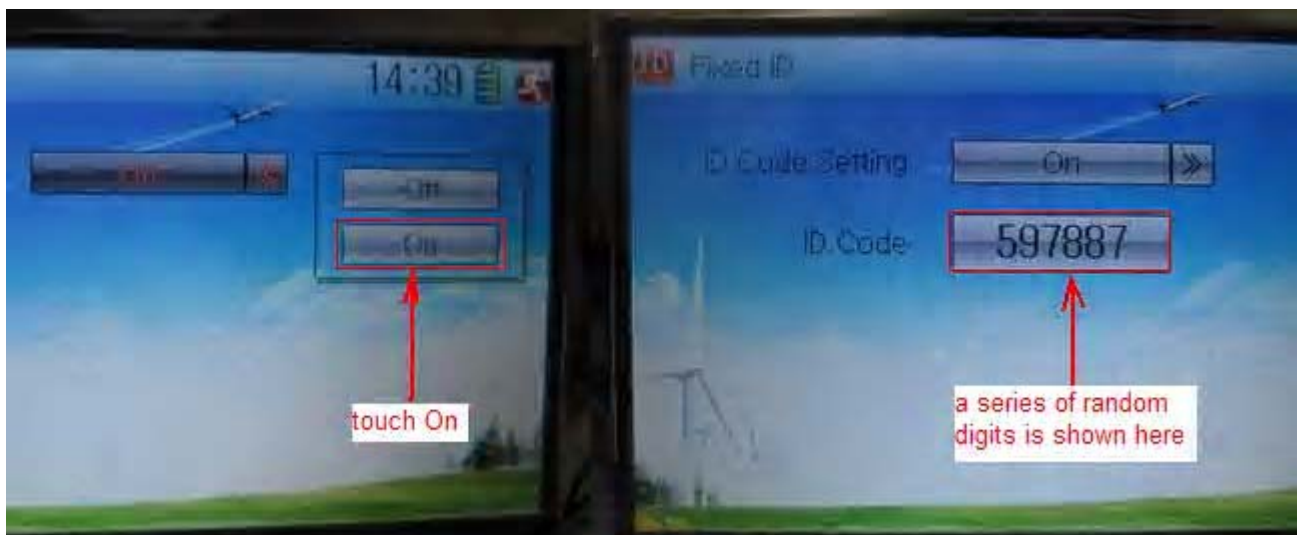 14:39
On
touch On
Fixed ID
ID.Code Setting
On
ID.Code
597887
a series of random
digits is shown here